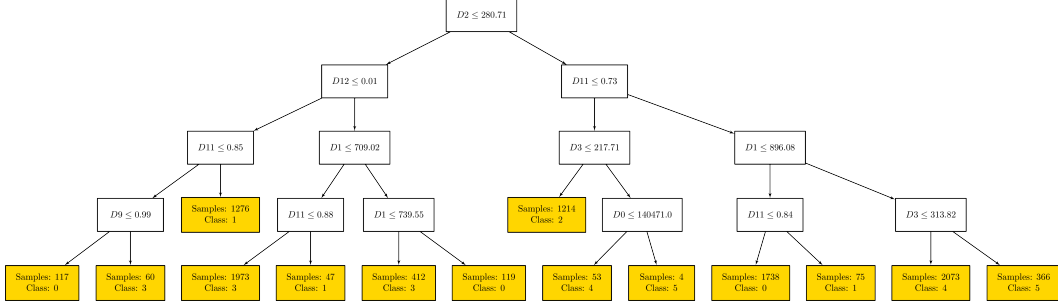 D2 ≤ 280.71
D12 ≤ 0.01
D11 ≤ 0.73
D11 ≤ 0.85
D1 ≤ 709.02
D3 ≤ 217.71
D1 ≤ 896.08
D9 ≤ 0.99
Samples: 1276
Class: 1
D11 ≤ 0.88
D1 ≤ 739.55
Samples: 1214
Class: 2
D0 ≤ 140471.0
D11 ≤ 0.84
D3 ≤ 313.82
Samples: 117
Class: 0
Samples: 60
Class: 3
Samples: 1973
Class: 3
Samples: 47
Class: 1
Samples: 412
Class: 3
Samples: 119
Class: 0
Samples: 53
Class: 4
Samples: 4
Class: 5
Samples: 1738
Class: 0
Samples: 75
Class: 1
Samples: 2073
Class: 4
Samples: 366
Class: 5